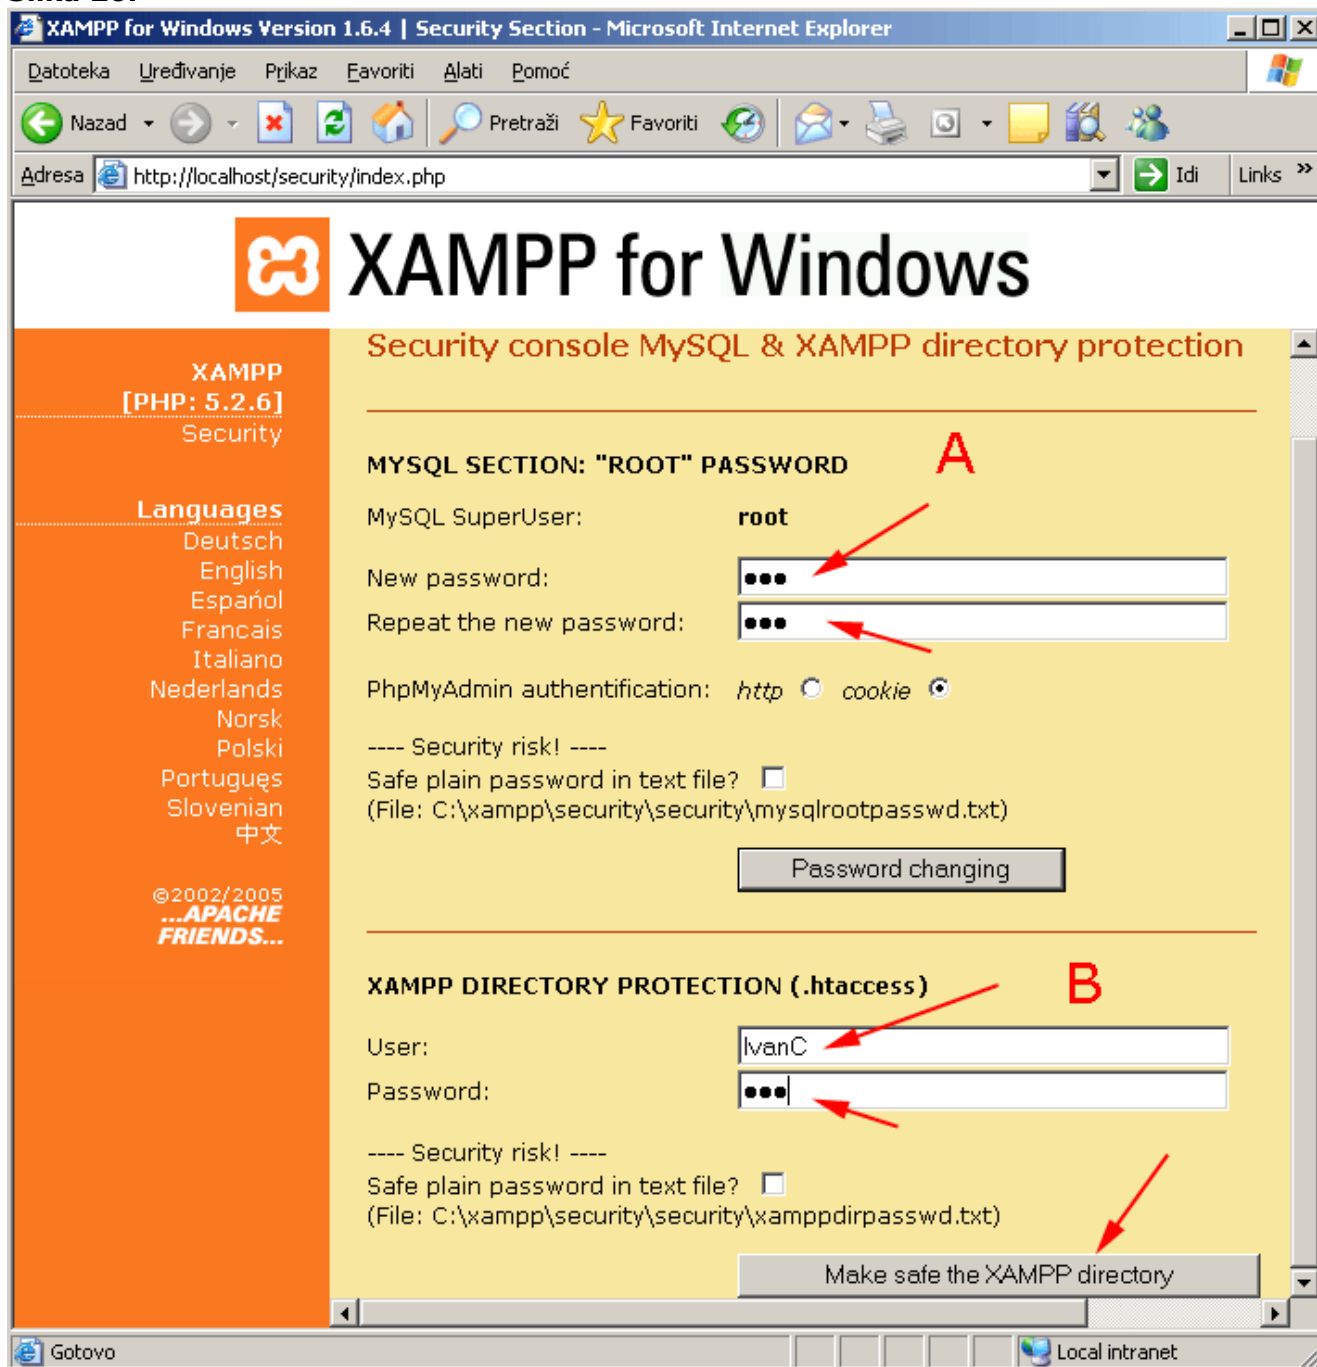 XAMPP for Windows Version 1.6.4 | Security Section - Microsoft Internet Explorer
Datoteka Uređivanje Prikaz Favoriti Alati Pomoć
Nazad Pretraži Favoriti
Adresa http://localhost/security/index.php Idi Links »
XAMPP for Windows
XAMPP
[PHP: 5.2.6]
Security
Languages
Deutsch
English
Espańol
Francais
Italiano
Nederlands
Norsk
Polski
Portuguęs
Slovenian
中文
©2002/2005
...APACHE
FRIENDS...
Security console MySQL & XAMPP directory protection
A
MYSQL SECTION: "ROOT" PASSWORD
MySQL SuperUser: root
New password: •••
Repeat the new password: •••
PhpMyAdmin authentification: http cookie
---- Security risk! ----
Safe plain password in text file?
(File: C:\xampp\security\security\mysqlrootpasswd.txt)
Password changing
B
XAMPP DIRECTORY PROTECTION (.htaccess)
User: IvanC
Password: •••
---- Security risk! ----
Safe plain password in text file?
(File: C:\xampp\security\security\xamppdirpasswd.txt)
Make safe the XAMPP directory
Gotovo Local intranet